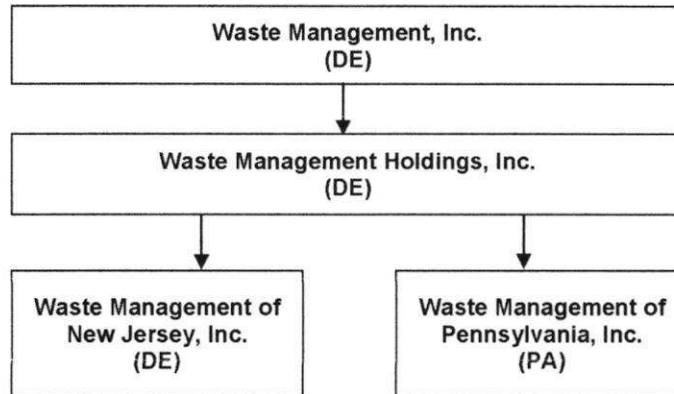 Waste Management, Inc.
(DE)
Waste Management Holdings, Inc.
(DE)
Waste Management of
New Jersey, Inc.
(DE)
Waste Management of
Pennsylvania, Inc.
(PA)